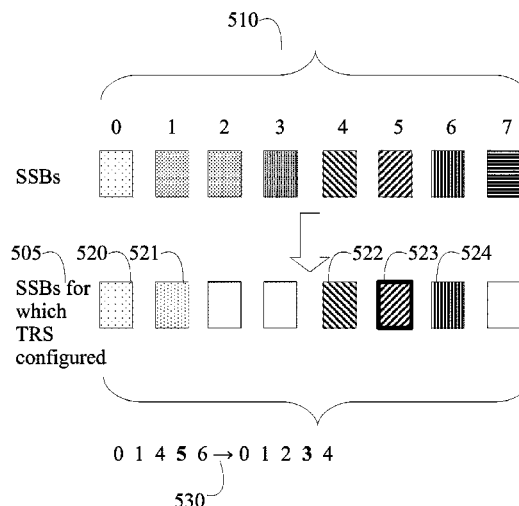 510
0 1 2 3 4 5 6 7
SSBs
505 520 521 522 523 524
SSBs for
which
TRS
configured
0 1 4 5 6 → 0 1 2 3 4
530